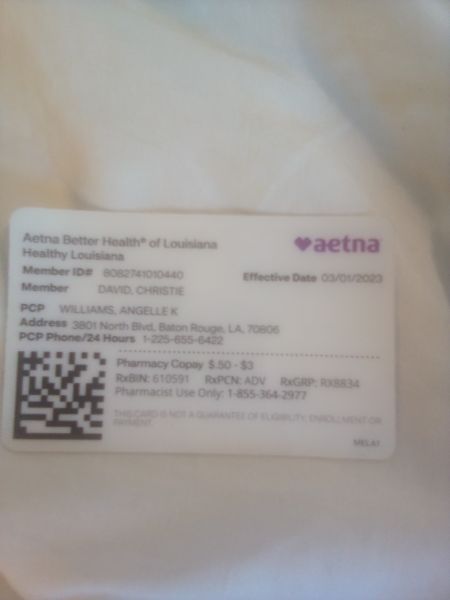 Aetna Better Health® of Louisiana
Healthy Louisiana
aetna
Member ID# 8082741010440
Effective Date 03/01/2023
Member DAVID, CHRISTIE
PCP WILLIAMS, ANGELLE K
Address 3801 North Blvd, Baton Rouge, LA, 70806
PCP Phone/24 Hours 1-225-655-6422
Pharmacy Copay $.50 - $3
RxBIN: 610591 RxPCN: ADV RxGRP: RX8834
Pharmacist Use Only: 1-855-364-2977
THIS CARD IS NOT A GUARANTEE OF ELIGIBILITY, ENROLLMENT OR
PAYMENT.
MELA1